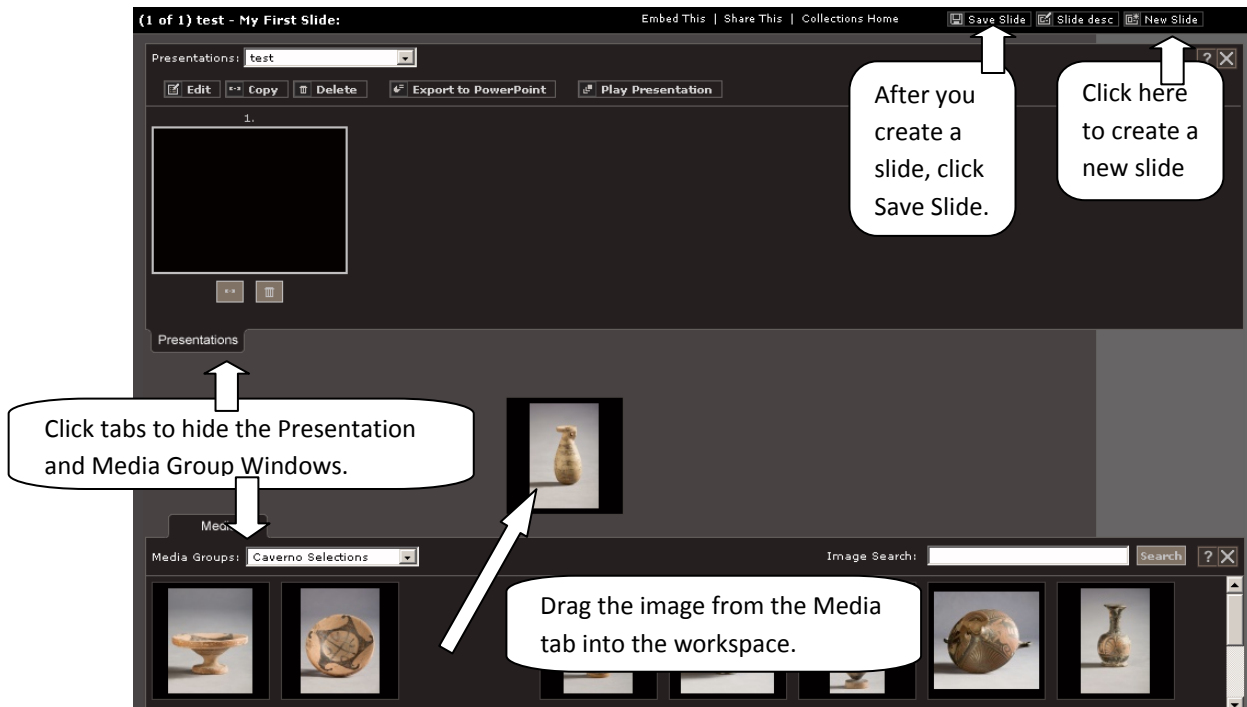 (1 of 1) test - My First Slide:
Embed This | Share This | Collections Home
Save Slide
Slide desc
New Slide
Presentations: test
? X
Edit
Copy
Delete
Export to PowerPoint
Play Presentation
1.
After you
create a
slide, click
Save Slide.
Click here
to create a
new slide
Presentations
Click tabs to hide the Presentation
and Media Group Windows.
Media Groups: Caverno Selections
Image Search:
Search
? X
Drag the image from the Media
tab into the workspace.